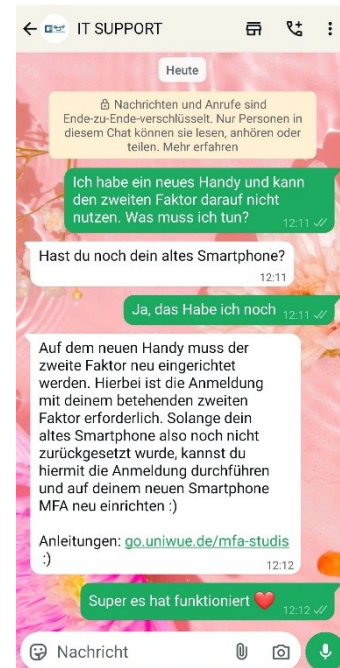 IT SUPPORT
Heute
Nachrichten und Anrufe sind
Ende-zu-Ende-verschlüsselt. Nur Personen in
diesem Chat können sie lesen, anhören oder
teilen. Mehr erfahren
Ich habe ein neues Handy und kann
den zweiten Faktor darauf nicht
nutzen. Was muss ich tun?
12:11
Hast du noch dein altes Smartphone?
12:11
Ja, das Habe ich noch
12:11
Auf dem neuen Handy muss der
zweite Faktor neu eingerichtet
werden. Hierbei ist die Anmeldung
mit deinem betehenden zweiten
Faktor erforderlich. Solange dein
altes Smartphone also noch nicht
zurückgesetzt wurde, kannst du
hiermit die Anmeldung durchführen
und auf deinem neuen Smartphone
MFA neu einrichten :)
Anleitungen: go.uniwue.de/mfa-studis
:)
12:12
Super es hat funktioniert ❤️
12:12
Nachricht